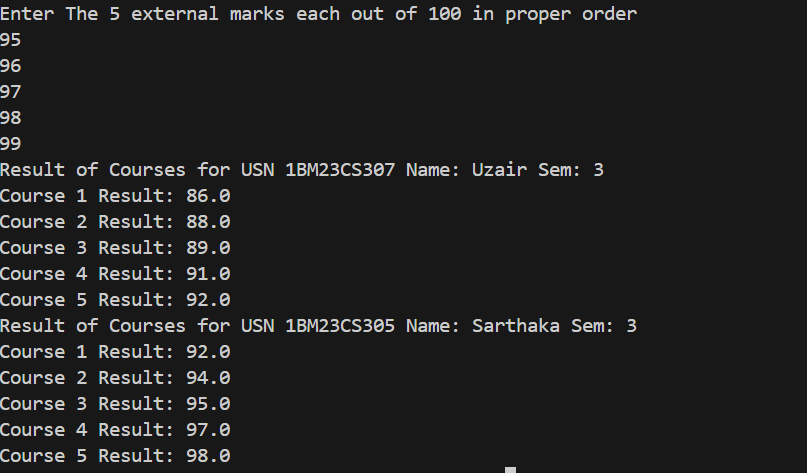 Enter The 5 external marks each out of 100 in proper order
95
96
97
98
99
Result of Courses for USN 1BM23CS307 Name: Uzair Sem: 3
Course 1 Result: 86.0
Course 2 Result: 88.0
Course 3 Result: 89.0
Course 4 Result: 91.0
Course 5 Result: 92.0
Result of Courses for USN 1BM23CS305 Name: Sarthaka Sem: 3
Course 1 Result: 92.0
Course 2 Result: 94.0
Course 3 Result: 95.0
Course 4 Result: 97.0
Course 5 Result: 98.0